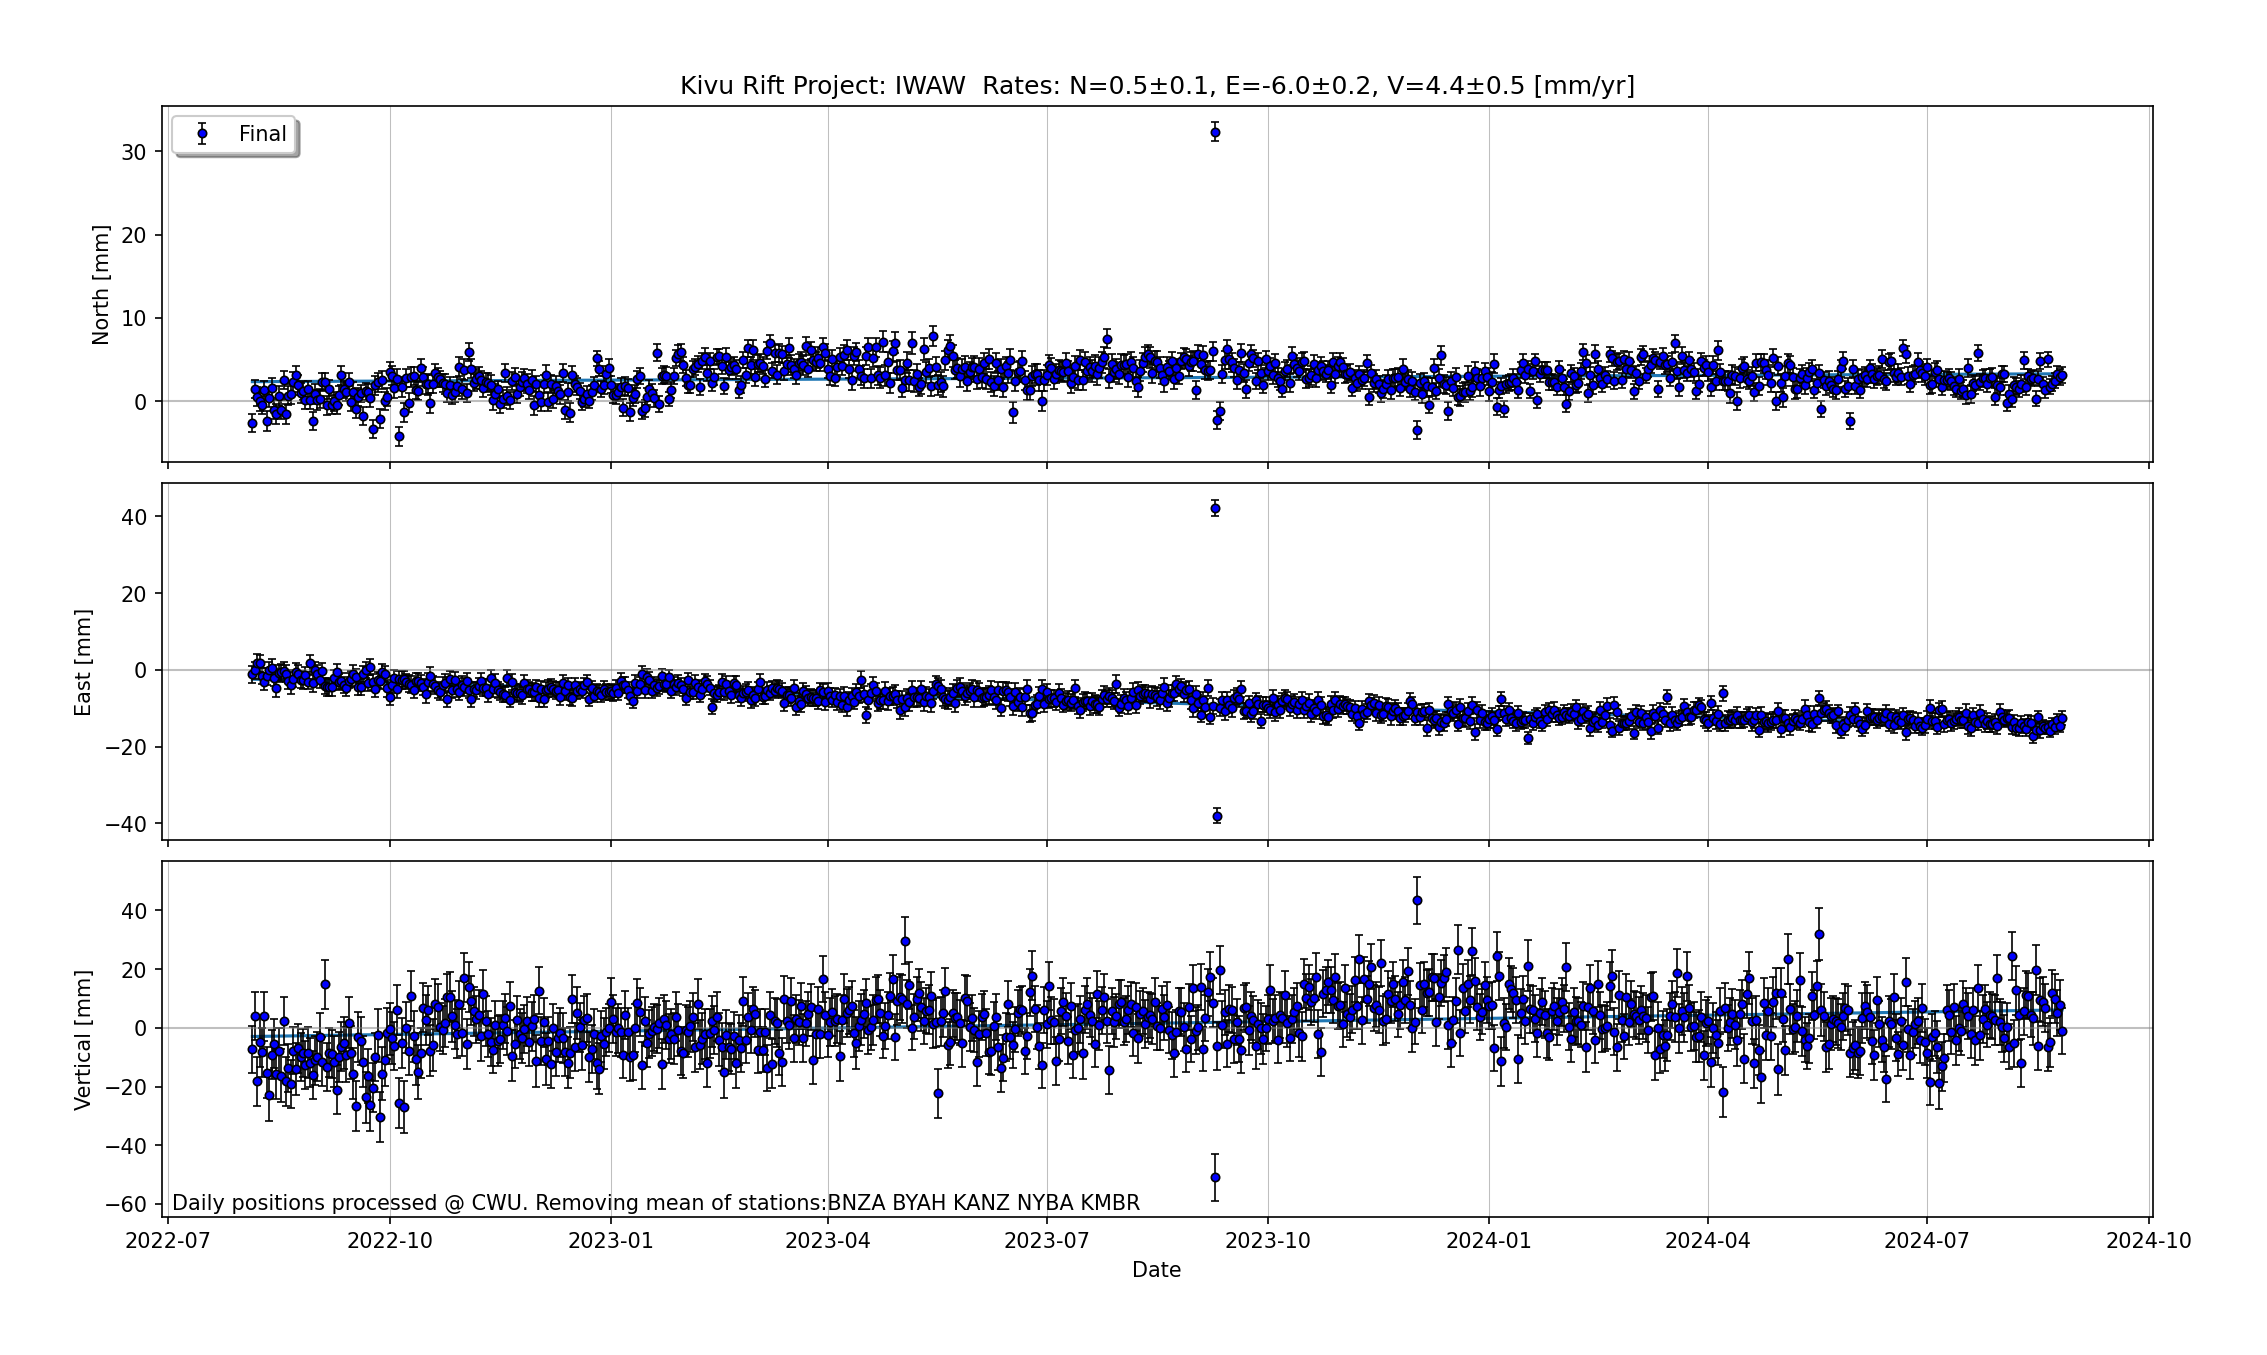 Kivu Rift Project: IWAW  Rates: N=0.5±0.1, E=-6.0±0.2, V=4.4±0.5 [mm/yr]
Final
North [mm]
30
20
10
0
East [mm]
40
20
0
−20
−40
Vertical [mm]
40
20
0
−20
−40
−60
Daily positions processed @ CWU. Removing mean of stations:BNZA BYAH KANZ NYBA KMBR
2022-07 2022-10 2023-01 2023-04 2023-07 2023-10 2024-01 2024-04 2024-07 2024-10
Date